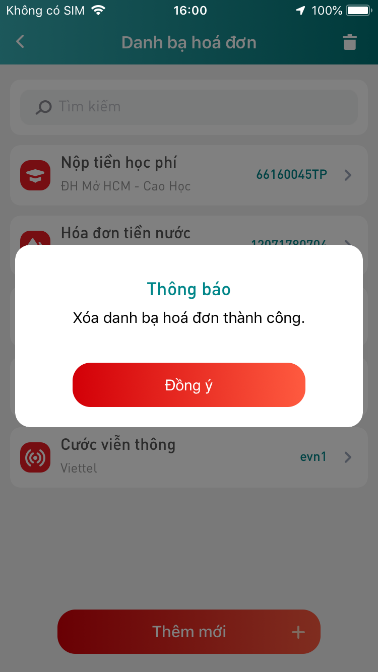 Không có SIM 16:00 100%
Danh bạ hoá đơn
Tìm kiếm
Nộp tiền học phí
ĐH Mở HCM - Cao Học
66160045TP
Hóa đơn tiền nước
Thông báo
Xóa danh bạ hoá đơn thành công.
Đồng ý
Cước viễn thông
Viettel
evn1
Thêm mới